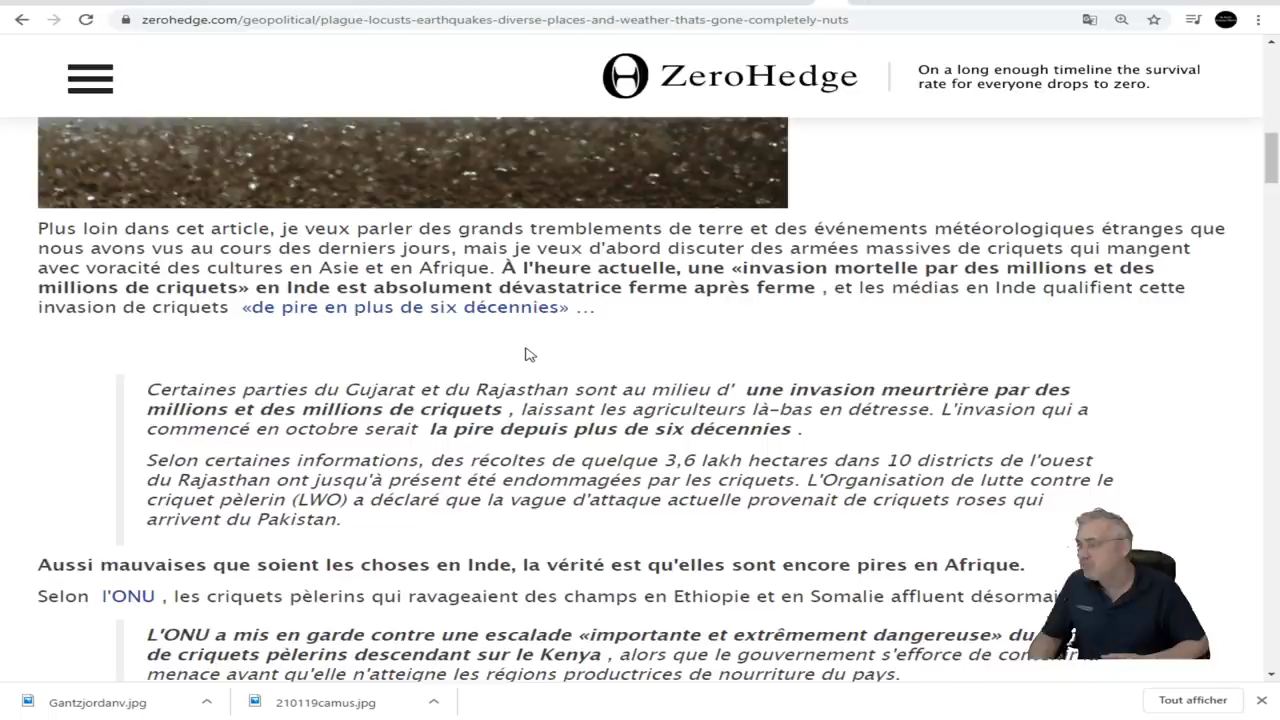 zerohedge.com/geopolitical/plague-locusts-earthquakes-diverse-places-and-weather-thats-gone-completely-nuts
ZeroHedge
On a long enough timeline the survival
rate for everyone drops to zero.
Plus loin dans cet article, je veux parler des grands tremblements de terre et des événements météorologiques étranges que
nous avons vus au cours des derniers jours, mais je veux d'abord discuter des armées massives de criquets qui mangent
avec voracité des cultures en Asie et en Afrique. À l'heure actuelle, une «invasion mortelle par des millions et des
millions de criquets» en Inde est absolument dévastatrice ferme après ferme , et les médias en Inde qualifient cette
invasion de criquets «de pire en plus de six décennies» ...
Certaines parties du Gujarat et du Rajasthan sont au milieu d' une invasion meurtrière par des
millions et des millions de criquets , laissant les agriculteurs là-bas en détresse. L'invasion qui a
commencé en octobre serait la pire depuis plus de six décennies .
Selon certaines informations, des récoltes de quelque 3,6 lakh hectares dans 10 districts de l'ouest
du Rajasthan ont jusqu'à présent été endommagées par les criquets. L'Organisation de lutte contre le
criquet pèlerin (LWO) a déclaré que la vague d'attaque actuelle provenait de criquets roses qui
arrivent du Pakistan.
Aussi mauvaises que soient les choses en Inde, la vérité est qu'elles sont encore pires en Afrique.
Selon l'ONU , les criquets pèlerins qui ravageaient des champs en Ethiopie et en Somalie affluent
L'ONU a mis en garde contre une escalade «importante et extrêmement dangereuse» du
de criquets pèlerins descendant sur le Kenya , alors que le gouvernement s'efforce de
menace avant qu'elle n'atteigne les régions productrices de nourriture du pays.
Gantzjordanv.jpg
210119camus.jpg
Tout afficher